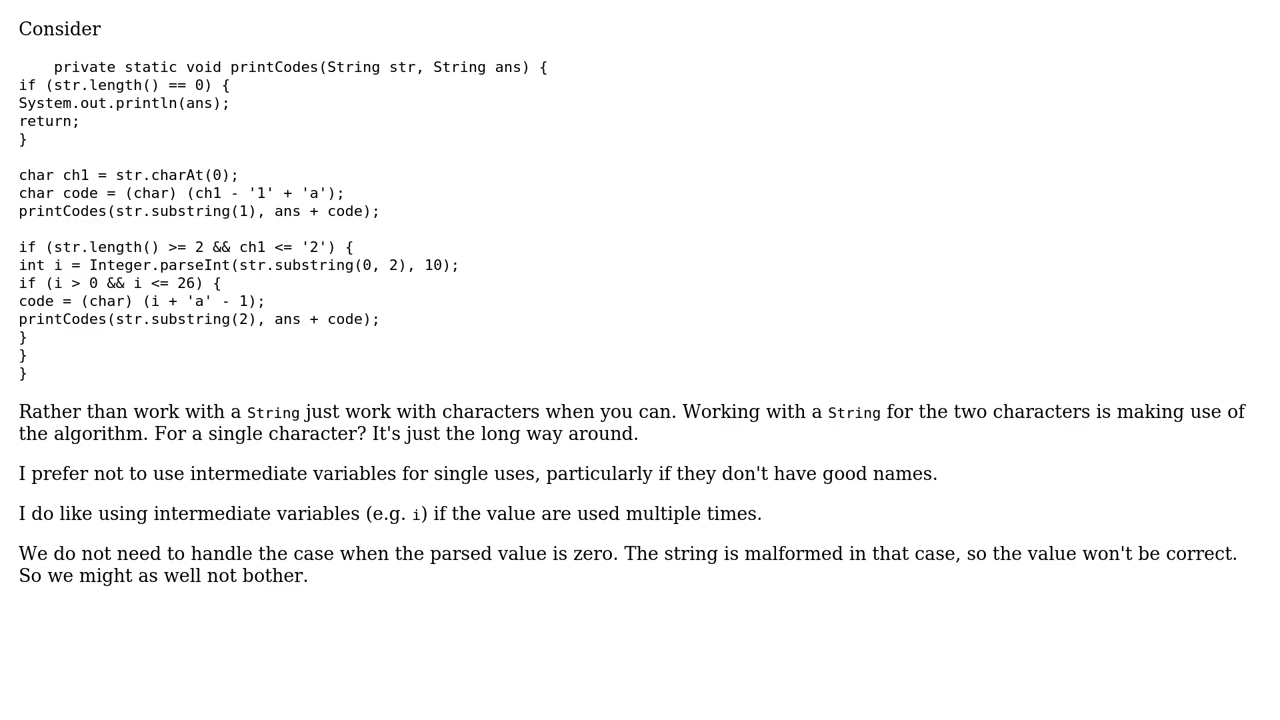 Consider
private static void printCodes(String str, String ans) {
if (str.length() == 0) {
System.out.println(ans);
return;
}
char ch1 = str.charAt(0);
char code = (char) (ch1 - '1' + 'a');
printCodes(str.substring(1), ans + code);
if (str.length() >= 2 && ch1 <= '2') {
int i = Integer.parseInt(str.substring(0, 2), 10);
if (i > 0 && i <= 26) {
code = (char) (i + 'a' - 1);
printCodes(str.substring(2), ans + code);
}
}
}
Rather than work with a String just work with characters when you can. Working with a String for the two characters is making use of
the algorithm. For a single character? It's just the long way around.
I prefer not to use intermediate variables for single uses, particularly if they don't have good names.
I do like using intermediate variables (e.g. i) if the value are used multiple times.
We do not need to handle the case when the parsed value is zero. The string is malformed in that case, so the value won't be correct.
So we might as well not bother.